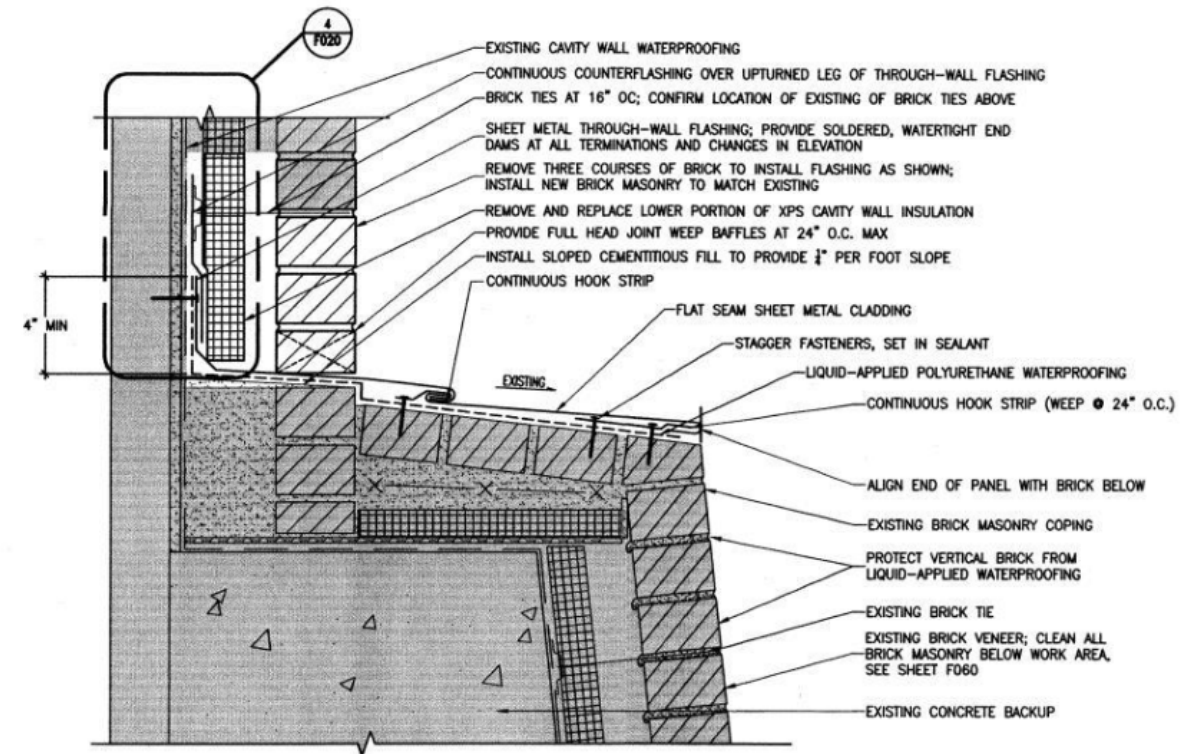 4
F020
EXISTING CAVITY WALL WATERPROOFING
CONTINUOUS COUNTERFLASHING OVER UPTURNED LEG OF THROUGH-WALL FLASHING
BRICK TIES AT 16" OC; CONFIRM LOCATION OF EXISTING OF BRICK TIES ABOVE
SHEET METAL THROUGH-WALL FLASHING; PROVIDE SOLDERED, WATERTIGHT END
DAMS AT ALL TERMINATIONS AND CHANGES IN ELEVATION
REMOVE THREE COURSES OF BRICK TO INSTALL FLASHING AS SHOWN;
INSTALL NEW BRICK MASONRY TO MATCH EXISTING
REMOVE AND REPLACE LOWER PORTION OF XPS CAVITY WALL INSULATION
PROVIDE FULL HEAD JOINT WEEP BAFFLES AT 24" O.C. MAX
INSTALL SLOPED CEMENTITIOUS FILL TO PROVIDE PER FOOT SLOPE
CONTINUOUS HOOK STRIP
4" MIN
FLAT SEAM SHEET METAL CLADDING
STAGGER FASTENERS, SET IN SEALANT
EXISTING
LIQUID-APPLIED POLYURETHANE WATERPROOFING
CONTINUOUS HOOK STRIP (WEEP @ 24" O.C.)
ALIGN END OF PANEL WITH BRICK BELOW
EXISTING BRICK MASONRY COPING
PROTECT VERTICAL BRICK FROM
LIQUID-APPLIED WATERPROOFING
EXISTING BRICK TIE
EXISTING BRICK VENEER; CLEAN ALL
BRICK MASONRY BELOW WORK AREA,
SEE SHEET F060
EXISTING CONCRETE BACKUP